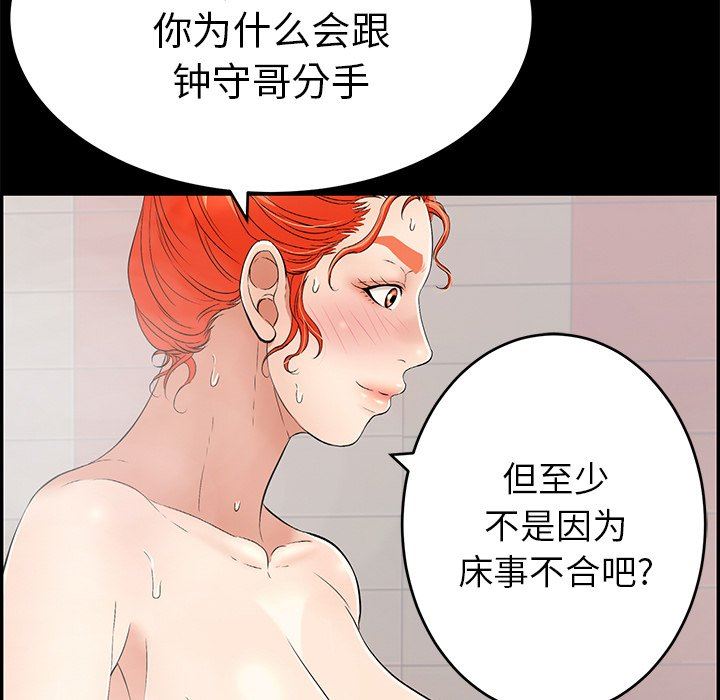 你为什么会跟
钟守哥分手
但至少
不是因为
床事不合吧?